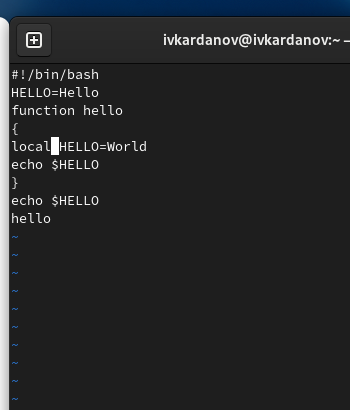 ivkardanov@ivkardanov:~ –
#!/bin/bash
HELLO=Hello
function hello
{
local HELLO=World
echo $HELLO
}
echo $HELLO
hello
~
~
~
~
~
~
~
~
~
~